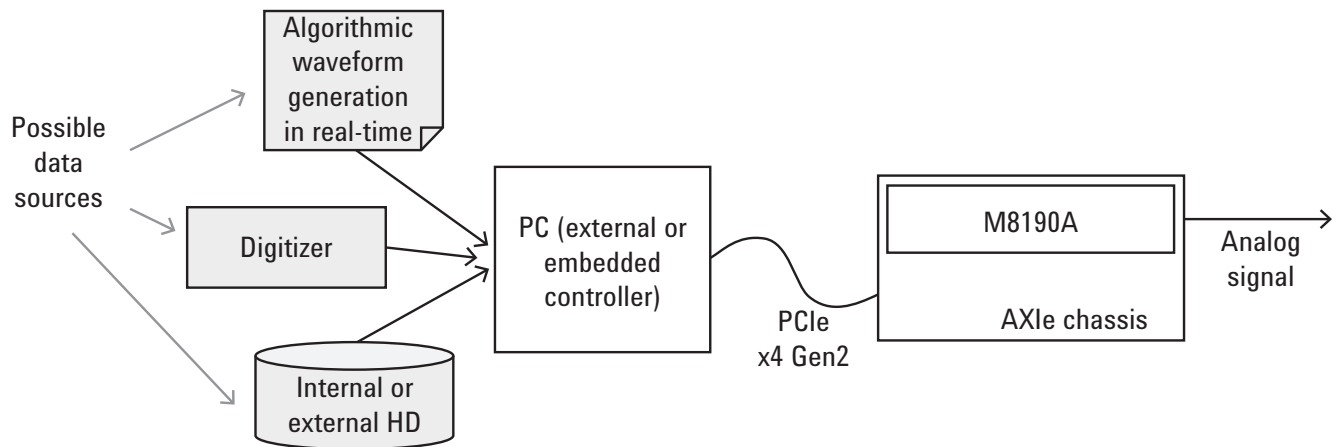 Algorithmic
waveform
generation
in real-time
Possible
data
sources
Digitizer
Internal or
external HD
PC (external or
embedded
controller)
PCIe
x4 Gen2
M8190A
AXIe chassis
Analog
signal